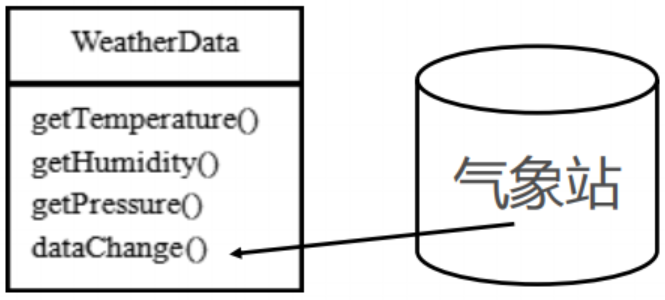 WeatherData
getTemperature()
getHumidity()
getPressure()
dataChange()
气象站